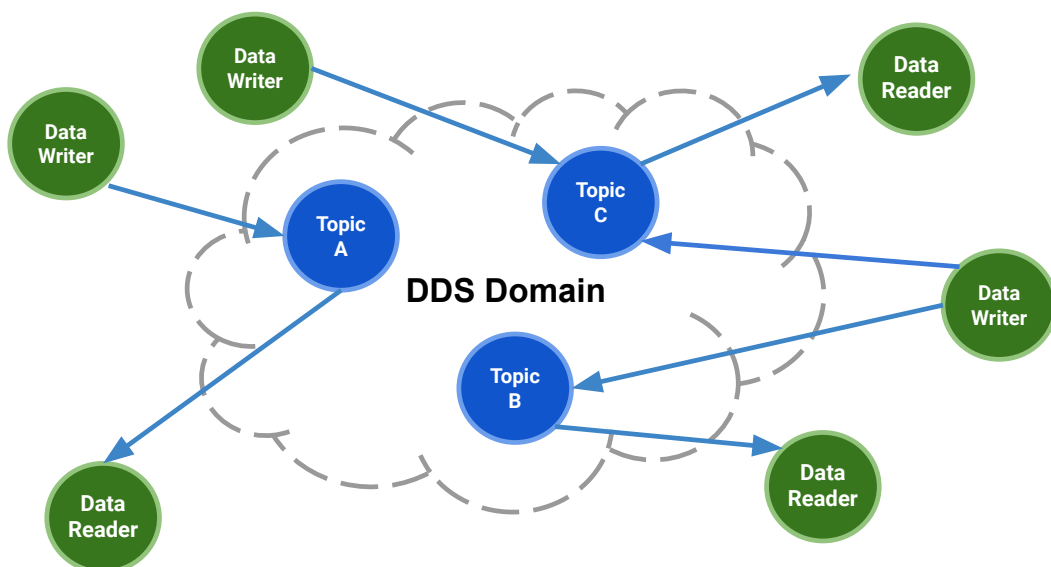 Data
Writer
Data
Reader
Data
Writer
Topic
C
Topic
A
DDS Domain
Data
Writer
Topic
B
Data
Reader
Data
Reader